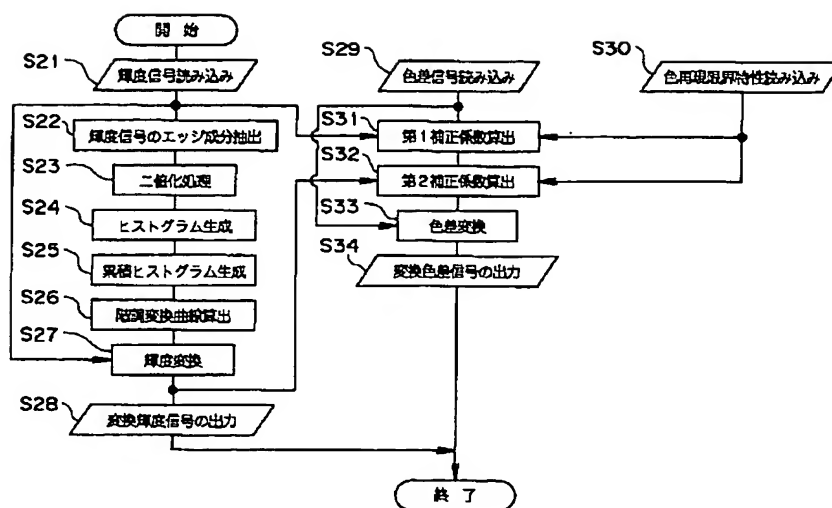 開始
S21
輝度信号読み込み
S22
輝度信号のエッジ成分抽出
S23
二値化処理
S24
ヒストグラム生成
S25
累積ヒストグラム生成
S26
階調変換曲線算出
S27
輝度変換
S28
変換輝度信号の出力
S29
色差信号読み込み
S30
色再現限界特性読み込み
S31
第1補正係数算出
S32
第2補正係数算出
S33
色差変換
S34
変換色差信号の出力
終了